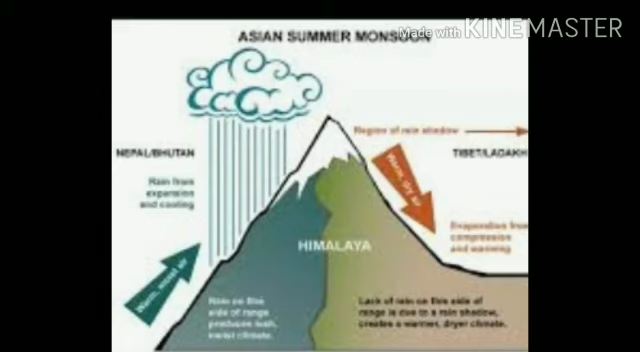 Made with KINEMASTER
ASIAN SUMMER MONSOON
Region of rain shadow
NEPAL/BHUTAN
TIBET/LADAKH
Rain from
expansion
and cooling
Warm, dry air
Evaporation from
compression
and warming
HIMALAYA
Warm, moist air
Rain on this
side of range
produces lush,
wetter climate.
Lack of rain on this side of
range is due to a rain shadow,
creates a warmer, dryer climate.